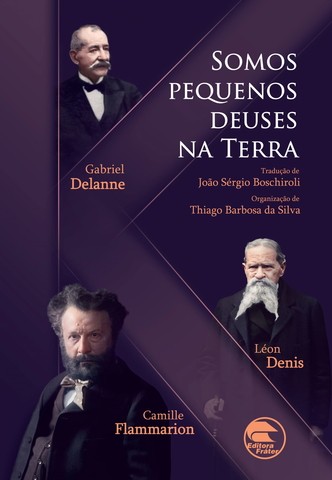 SOMOS
PEQUENOS
DEUSES
NA TERRA
Tradução de
João Sérgio Boschiroli
Organização de
Thiago Barbosa da Silva
Gabriel
Delanne
Léon
Denis
Camille
Flammarion
Editora
Fráter